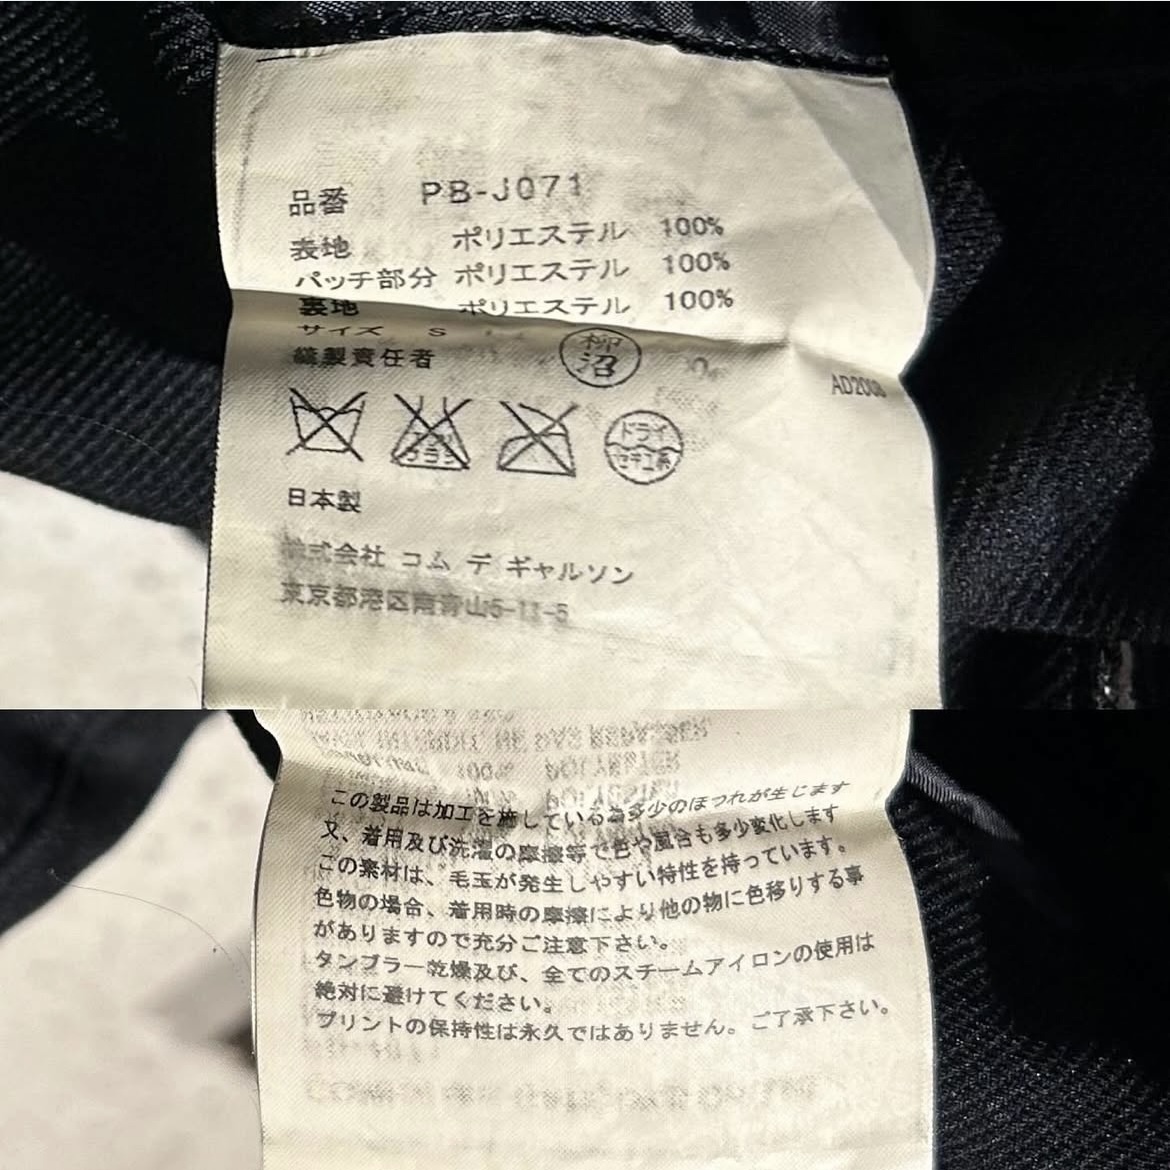 品番 PB-J071
表地 ポリエステル 100%
パッチ部分 ポリエステル 100%
裏地 ポリエステル 100%
サイズ S
縫製責任者 柳沼
AD2008
ドライ
セキユ系
日本製
株式会社 コム デ ギャルソン
東京都港区南青山5-11-5
この製品は加工を施している為多少のほつれが生じます
又、着用及び洗濯の摩擦等で色や風合も多少変化します
この素材は、毛玉が発生しやすい特性を持っています。
色物の場合、着用時の摩擦により他の物に色移りする事
がありますので充分ご注意下さい。
タンブラー乾燥及び、全てのスチームアイロンの使用は
絶対に避けてください。
プリントの保持性は永久ではありません。ご了承下さい。